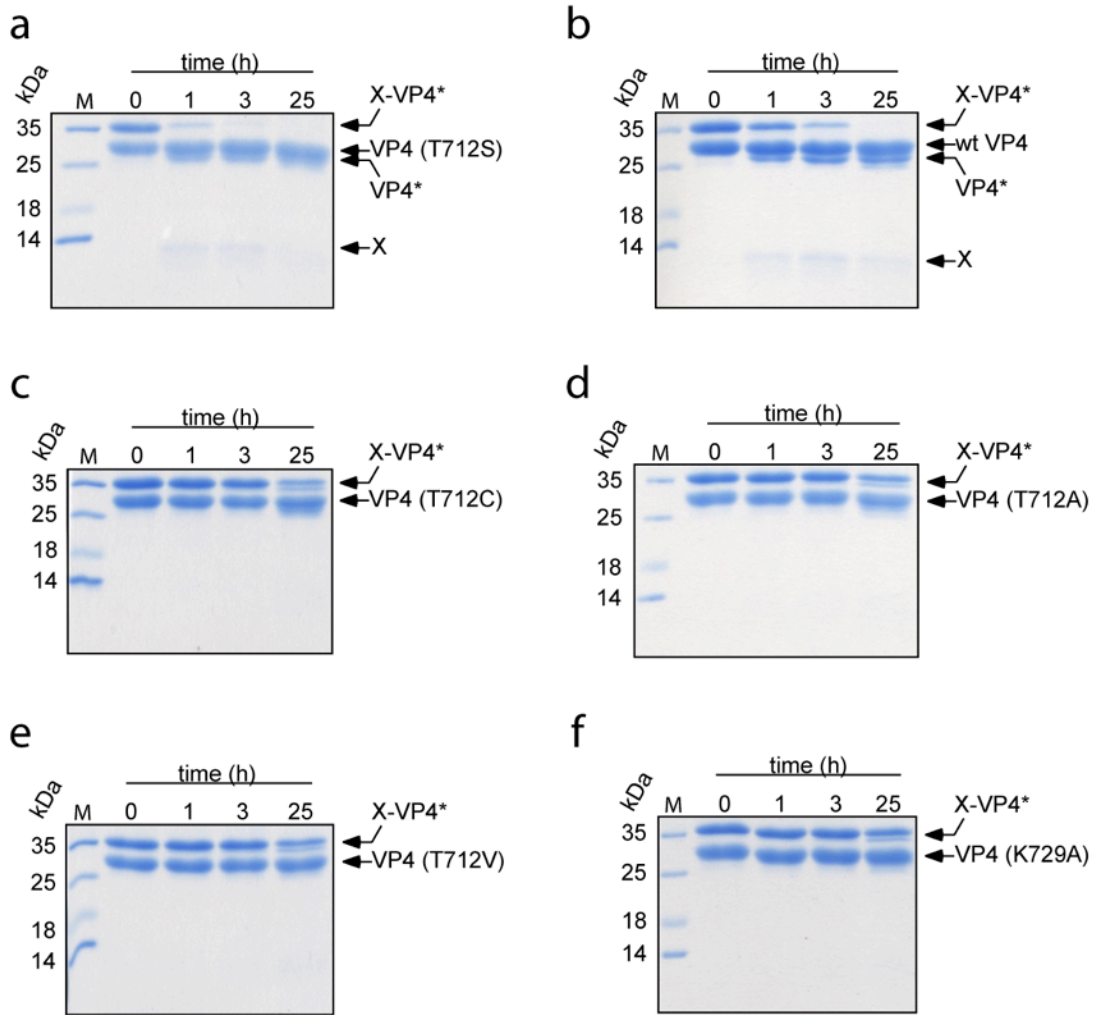 a
time (h)
kDa
M 0 1 3 25
X-VP4*
35
VP4 (T712S)
25
VP4*
18
14
X
b
time (h)
kDa
M 0 1 3 25
X-VP4*
35
wt VP4
25
VP4*
18
14
X
c
time (h)
kDa
M 0 1 3 25
X-VP4*
35
VP4 (T712C)
25
18
14
d
time (h)
kDa
M 0 1 3 25
X-VP4*
35
VP4 (T712A)
25
18
14
e
time (h)
kDa
M 0 1 3 25
X-VP4*
35
VP4 (T712V)
25
18
14
f
time (h)
kDa
M 0 1 3 25
X-VP4*
35
VP4 (K729A)
25
18
14